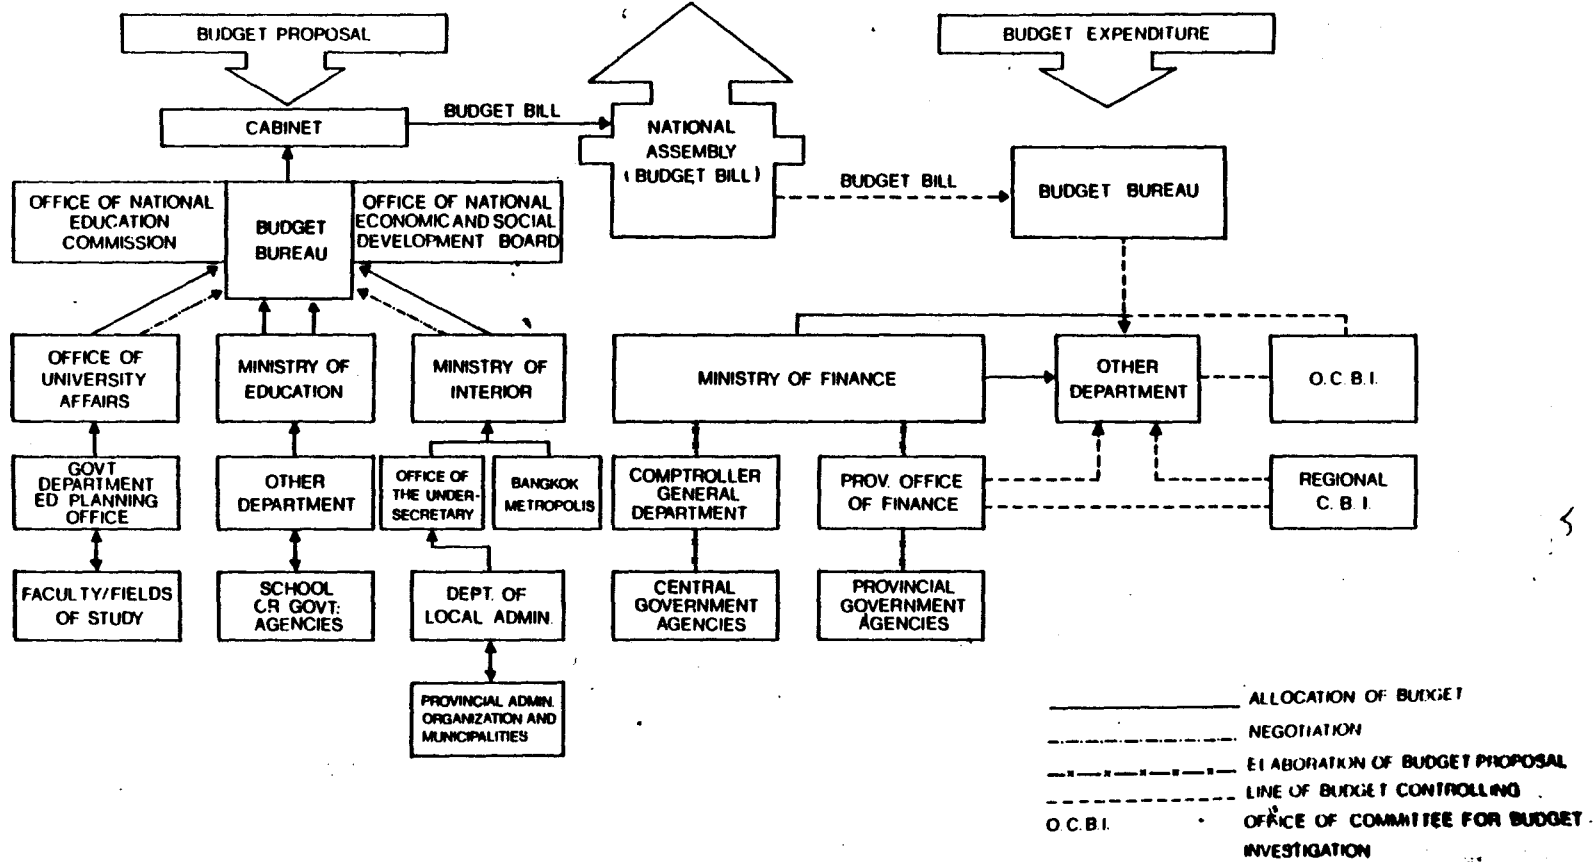 BUDGET PROPOSAL
BUDGET EXPENDITURE
CABINET
BUDGET BILL
NATIONAL
ASSEMBLY
(BUDGET BILL)
BUDGET BILL
BUDGET BUREAU
OFFICE OF NATIONAL
EDUCATION
COMMISSION
BUDGET
BUREAU
OFFICE OF NATIONAL
ECONOMIC AND SOCIAL
DEVELOPMENT BOARD
OFFICE OF
UNIVERSITY
AFFAIRS
MINISTRY OF
EDUCATION
MINISTRY OF
INTERIOR
MINISTRY OF FINANCE
OTHER
DEPARTMENT
O.C.B.I.
GOVT
DEPARTMENT
ED PLANNING
OFFICE
OTHER
DEPARTMENT
OFFICE OF
THE UNDER-
SECRETARY
BANGKOK
METROPOLIS
COMPTROLLER
GENERAL
DEPARTMENT
PROV. OFFICE
OF FINANCE
REGIONAL
C.B.I.
FACULTY/FIELDS
OF STUDY
SCHOOL
OR GOVT.
AGENCIES
DEPT. OF
LOCAL ADMIN.
CENTRAL
GOVERNMENT
AGENCIES
PROVINCIAL
GOVERNMENT
AGENCIES
PROVINCIAL ADMIN.
ORGANIZATION AND
MUNICIPALITIES
ALLOCATION OF BUDGET
NEGOTIATION
ELABORATION OF BUDGET PROPOSAL
LINE OF BUDGET CONTROLLING
O.C.B.I. OFFICE OF COMMITTEE FOR BUDGET
INVESTIGATION